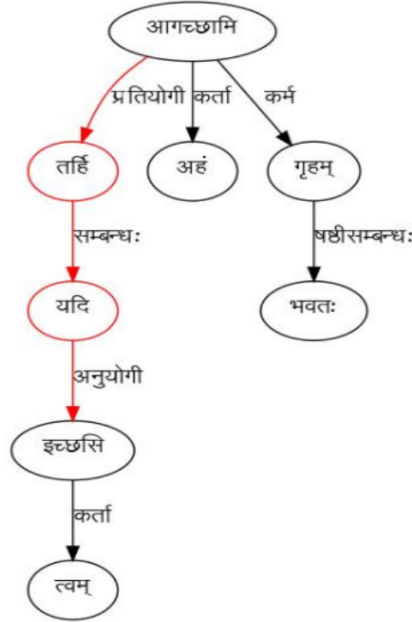 आगच्छामि
प्रतियोगी कर्ता कर्म
तर्हि अहं गृहम्
सम्बन्धः षष्ठीसम्बन्धः
यदि भवतः
अनुयोगी
इच्छसि
कर्ता
त्वम्